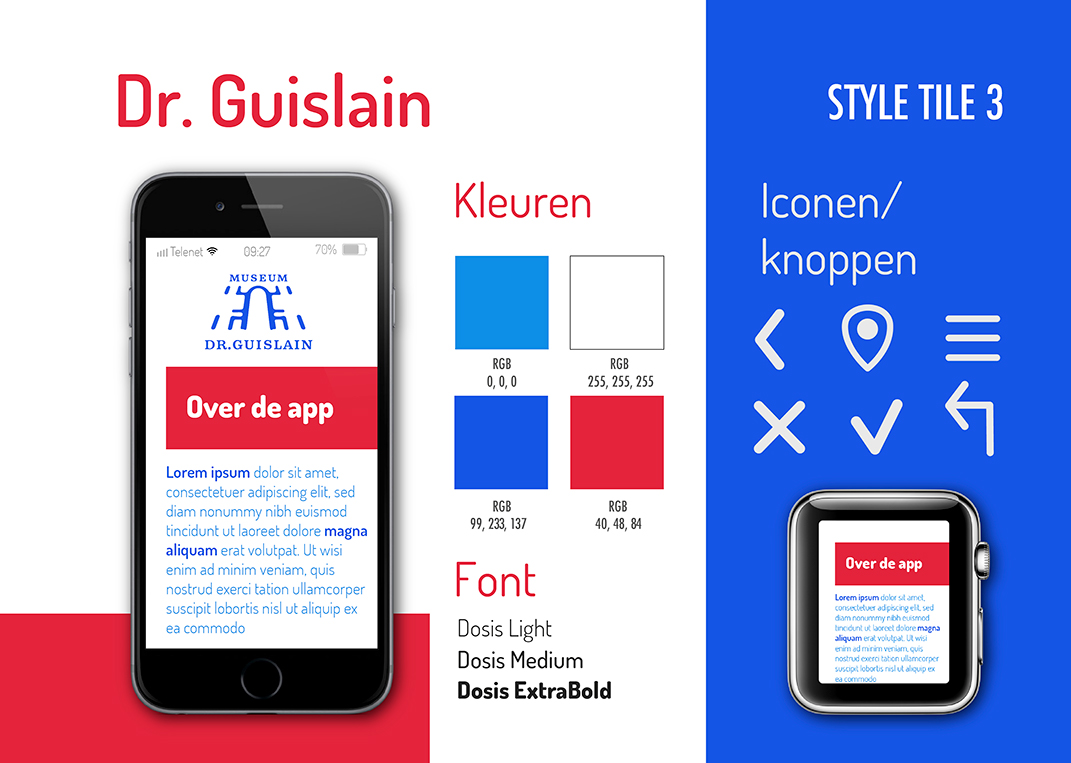 Dr. Guislain
STYLE TILE 3
Telenet 09:27 70%
MUSEUM
DR.GUISLAIN
Over de app
Lorem ipsum dolor sit amet,
consectetuer adipiscing elit, sed
diam nonummy nibh euismod
tincidunt ut laoreet dolore magna
aliquam erat volutpat. Ut wisi
enim ad minim veniam, quis
nostrud exerci tation ullamcorper
suscipit lobortis nisl ut aliquip ex
ea commodo
Kleuren
RGB
0, 0, 0
RGB
255, 255, 255
RGB
99, 233, 137
RGB
40, 48, 84
Font
Dosis Light
Dosis Medium
Dosis ExtraBold
Iconen/
knoppen
Over de app
Lorem ipsum dolor sit amet,
consectetuer adipiscing elit, sed
diam nonummy nibh euismod
tincidunt ut laoreet dolore magna
aliquam erat volutpat. Ut wisi
enim ad minim veniam, quis
nostrud exerci tation ullamcorper
suscipit lobortis nisl ut aliquip ex
ea commodo